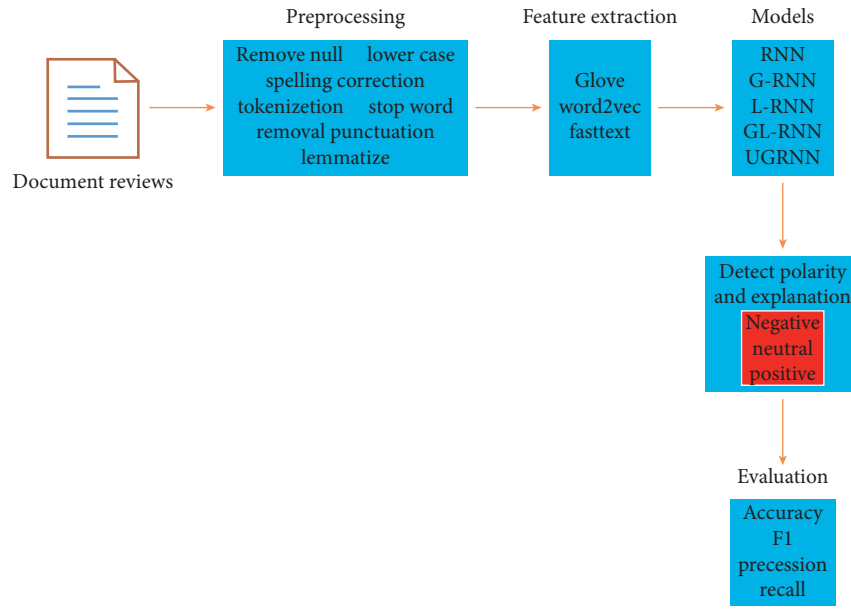 Document reviews
Preprocessing
Remove null lower case
spelling correction
tokenizetion stop word
removal punctuation
lemmatize
Feature extraction
Glove
word2vec
fasttext
Models
RNN
G-RNN
L-RNN
GL-RNN
UGRNN
Detect polarity
and explanation
Negative
neutral
positive
Evaluation
Accuracy
F1
precession
recall